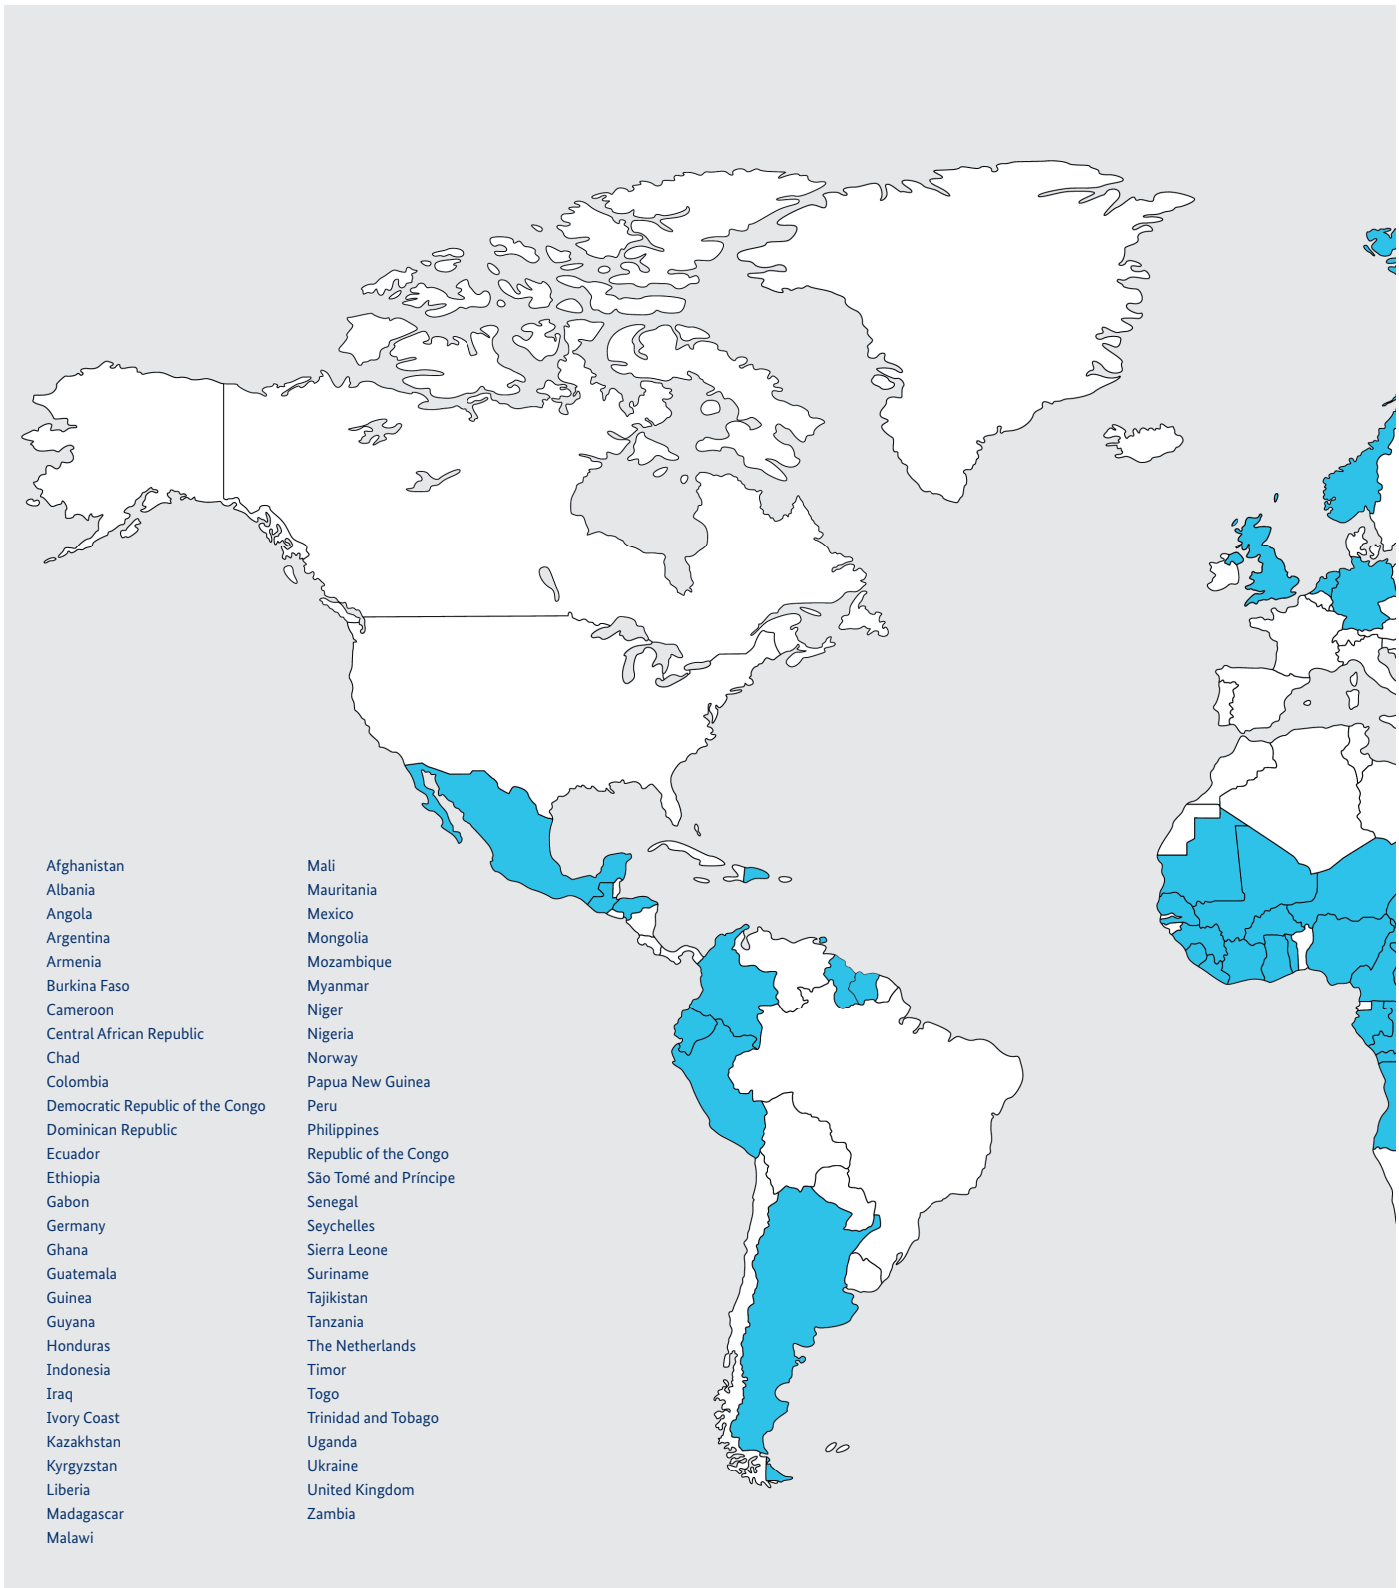 Afghanistan
Albania
Angola
Argentina
Armenia
Burkina Faso
Cameroon
Central African Republic
Chad
Colombia
Democratic Republic of the Congo
Dominican Republic
Ecuador
Ethiopia
Gabon
Germany
Ghana
Guatemala
Guinea
Guyana
Honduras
Indonesia
Iraq
Ivory Coast
Kazakhstan
Kyrgyzstan
Liberia
Madagascar
Malawi
Mali
Mauritania
Mexico
Mongolia
Mozambique
Myanmar
Niger
Nigeria
Norway
Papua New Guinea
Peru
Philippines
Republic of the Congo
São Tomé and Príncipe
Senegal
Seychelles
Sierra Leone
Suriname
Tajikistan
Tanzania
The Netherlands
Timor
Togo
Trinidad and Tobago
Uganda
Ukraine
United Kingdom
Zambia